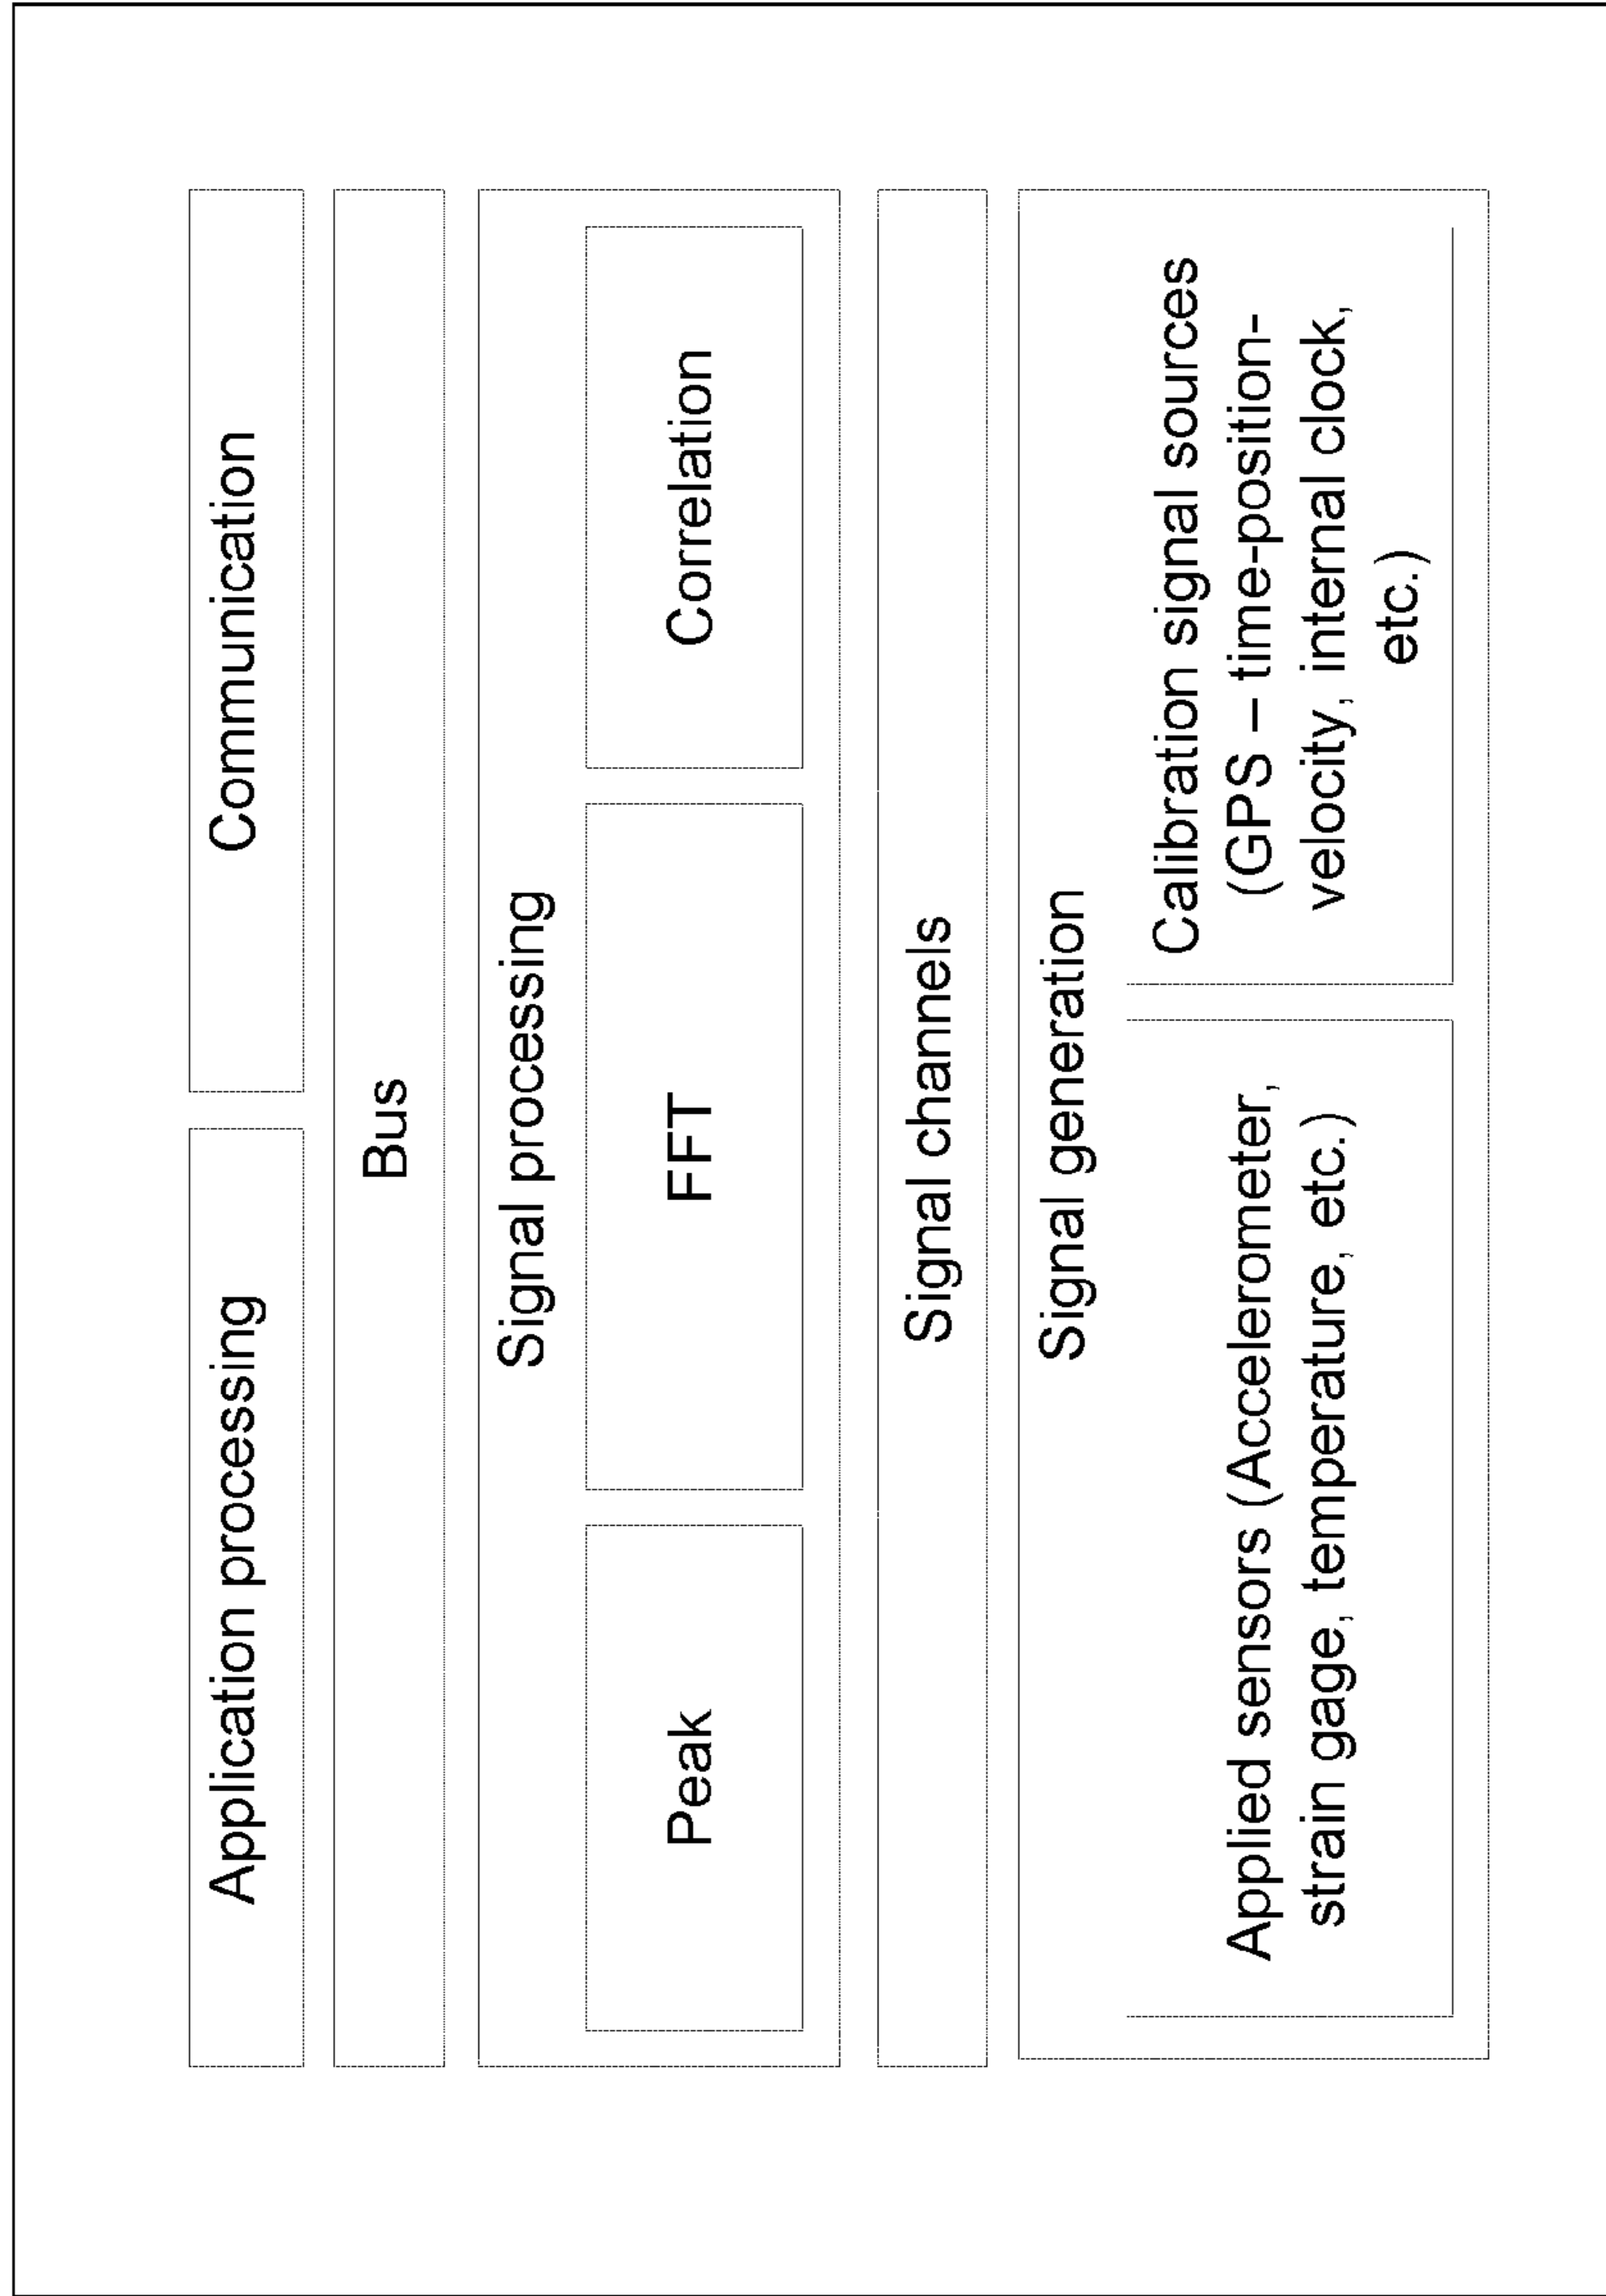 Application processing
Communication
Bus
Signal processing
Peak
FFT
Correlation
Signal channels
Signal generation
Applied sensors (Accelerometer,
strain gage, temperature, etc.)
Calibration signal sources
(GPS – time-position-
velocity, internal clock,
etc.)